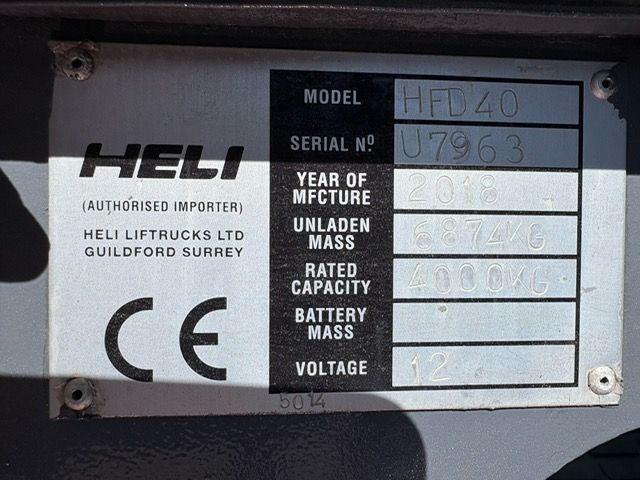 HELI
(AUTHORISED IMPORTER)
HELI LIFTRUCKS LTD
GUILDFORD SURREY
CE
MODEL HFD40
SERIAL Nº U7963
YEAR OF
MFCTURE 2018
UNLADEN
MASS 6874KG
RATED
CAPACITY 4000KG
BATTERY
MASS
VOLTAGE 12
5014